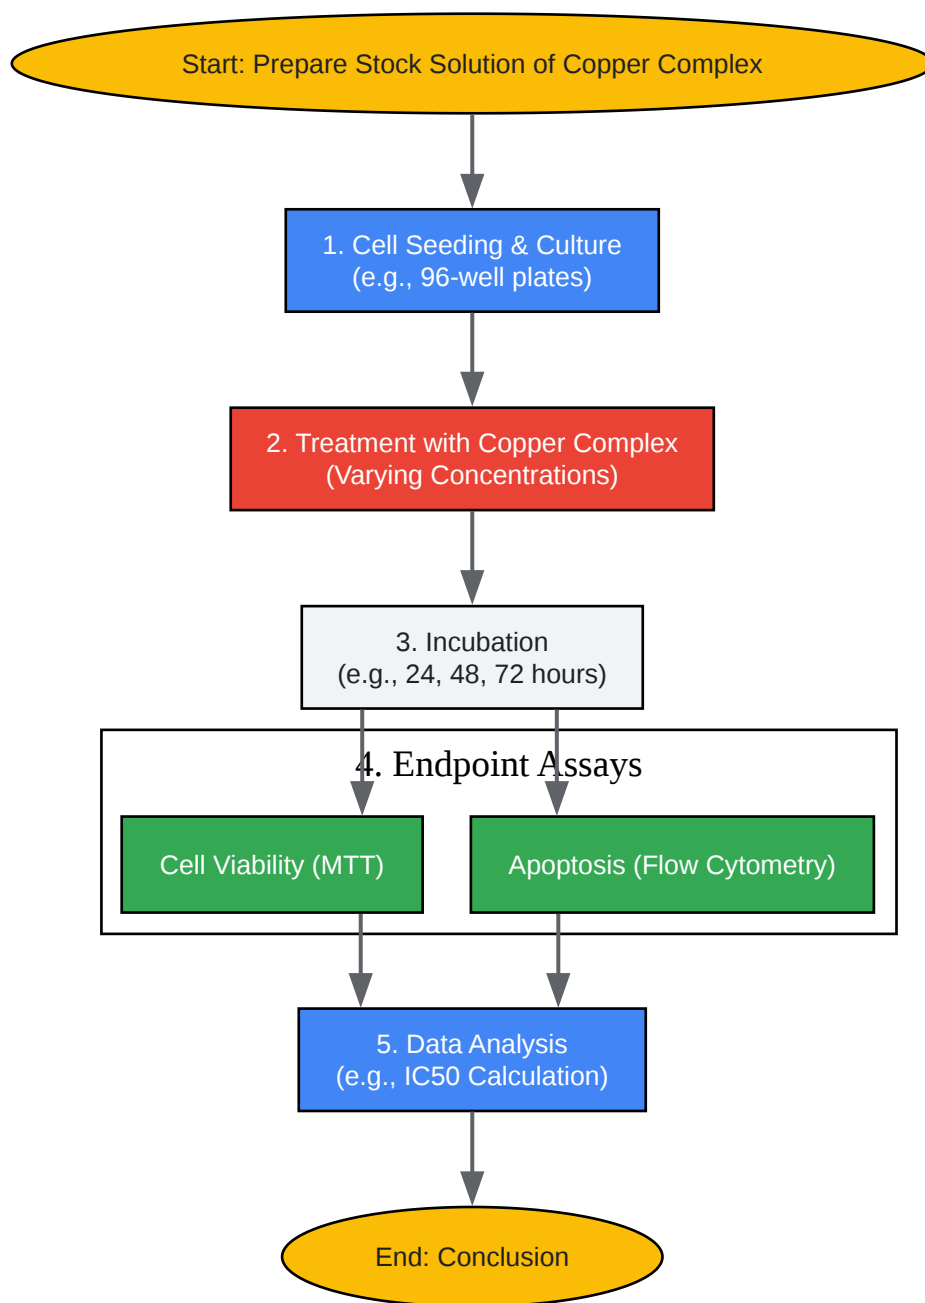 Start: Prepare Stock Solution of Copper Complex
1. Cell Seeding & Culture
(e.g., 96-well plates)
2. Treatment with Copper Complex
(Varying Concentrations)
3. Incubation
(e.g., 24, 48, 72 hours)
4. Endpoint Assays
Cell Viability (MTT)
Apoptosis (Flow Cytometry)
5. Data Analysis
(e.g., IC50 Calculation)
End: Conclusion